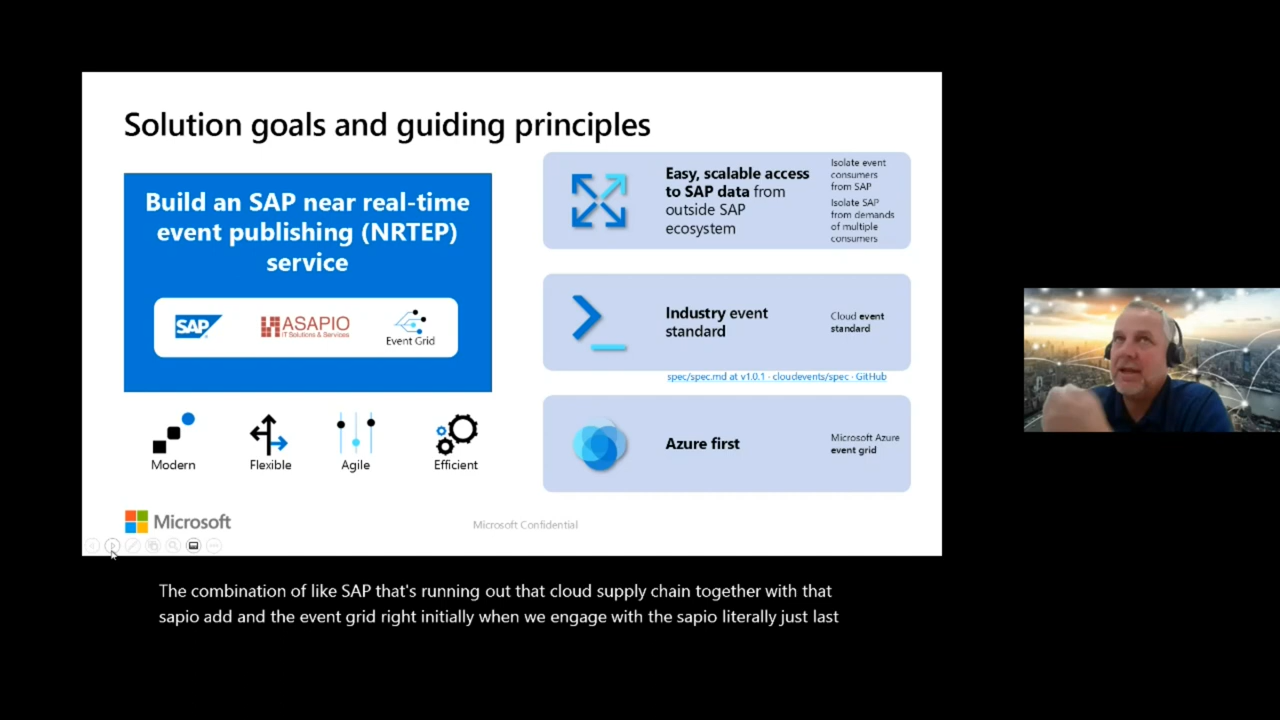 Solution goals and guiding principles
Build an SAP near real-time
event publishing (NRTEP)
service
SAP
ASAPIO
IT Solutions & Services
Event Grid
Modern
Flexible
Agile
Efficient
Easy, scalable access
to SAP data from
outside SAP
ecosystem
Isolate event
consumers
from SAP
Isolate SAP
from demands
of multiple
consumers
Industry event
standard
Cloud event
standard
spec/spec.md at v1.0.1 · cloudevents/spec · GitHub
Azure first
Microsoft Azure
event grid
Microsoft
Microsoft Confidential
The combination of like SAP that's running out that cloud supply chain together with that
sapio add and the event grid right initially when we engage with the sapio literally just last